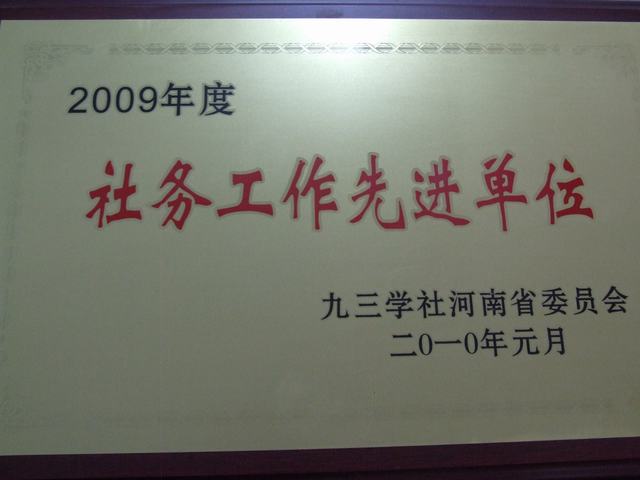 2009年度
社务工作先进单位
九三学社河南省委员会
二0一0年元月